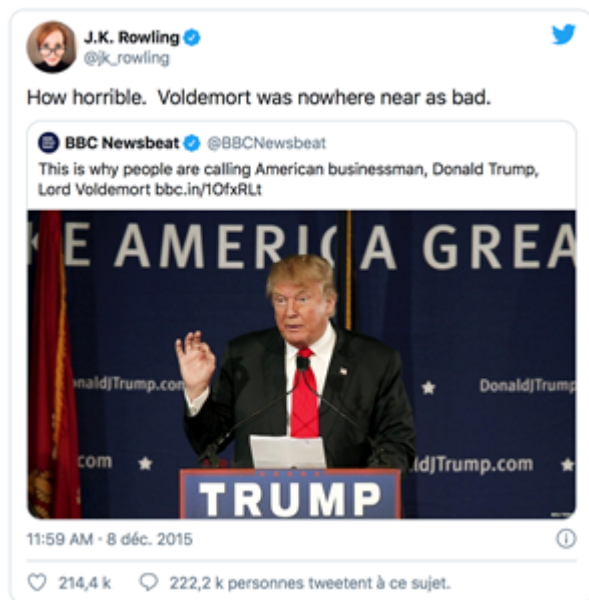 J.K. Rowling
@jk_rowling
How horrible.  Voldemort was nowhere near as bad.
BBC Newsbeat @BBCNewsbeat
This is why people are calling American businessman, Donald Trump,
Lord Voldemort bbc.in/1OfxRLt
KE AMERICA GREA
naldJTrump.com
DonaldJTrump
com
ldJTrump.com
TRUMP
11:59 AM · 8 déc. 2015
214,4 k
222,2 k personnes tweetent à ce sujet.